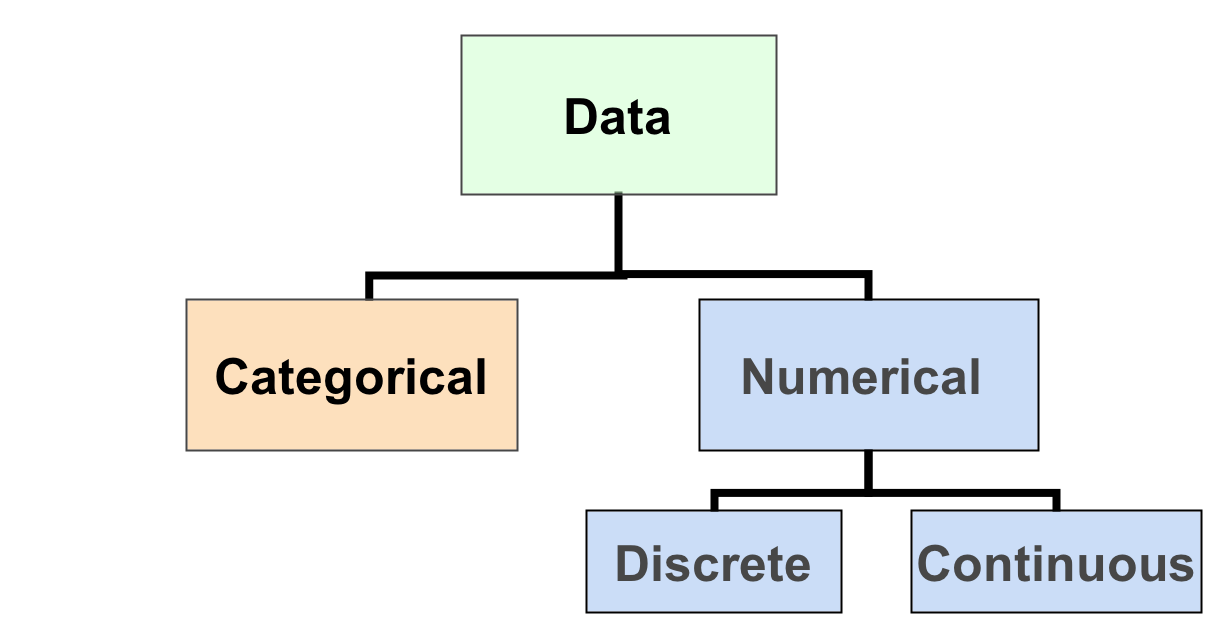 Data
Categorical
Numerical
Discrete
Continuous